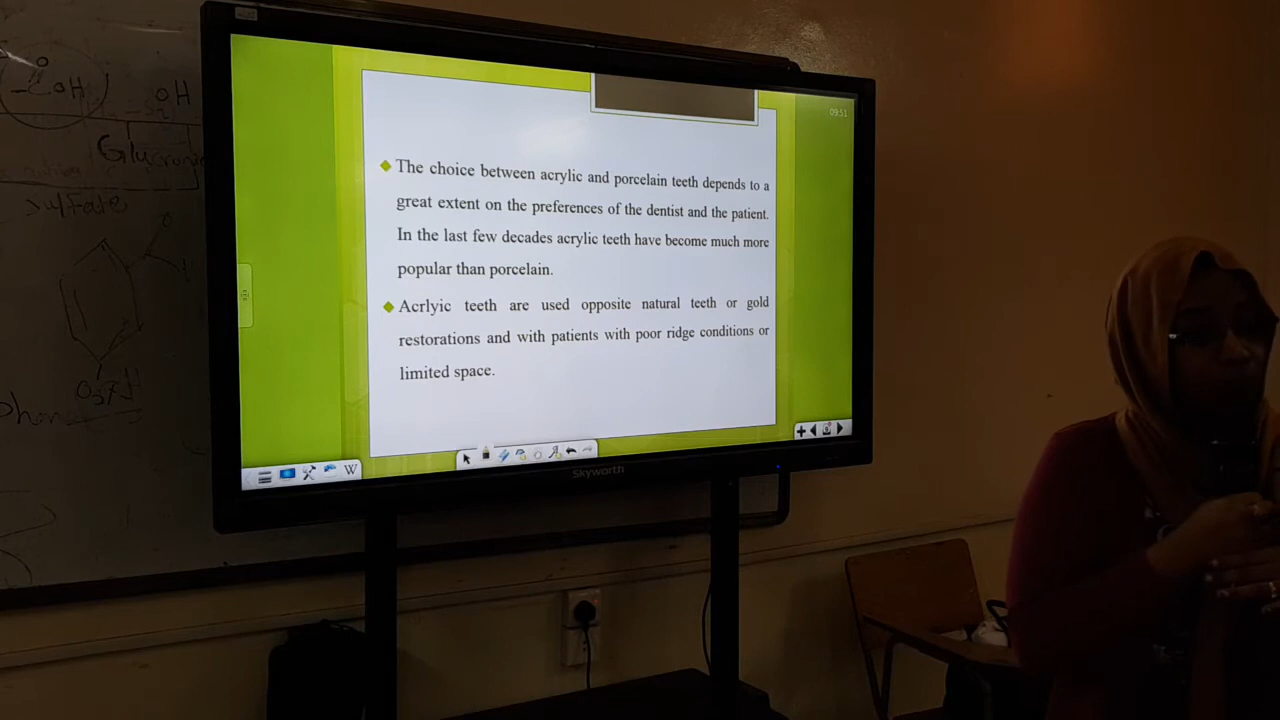 OH
OH
Glucroni
Sulfate
09:51
The choice between acrylic and porcelain teeth depends to a
great extent on the preferences of the dentist and the patient.
In the last few decades acrylic teeth have become much more
popular than porcelain.
Acrlyic teeth are used opposite natural teeth or gold
restorations and with patients with poor ridge conditions or
limited space.
W
Skyworth